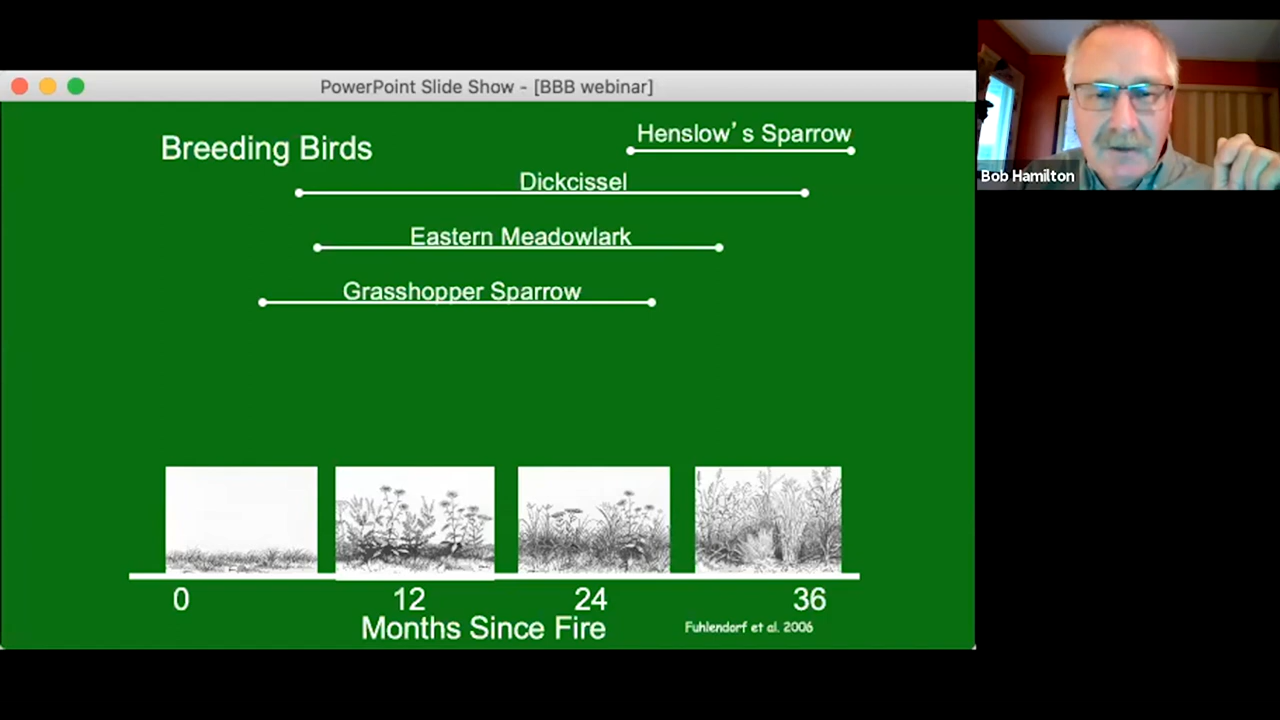 PowerPoint Slide Show - [BBB webinar]
Breeding Birds
Henslow’s Sparrow
Dickcissel
Eastern Meadowlark
Grasshopper Sparrow
0 12 24 36
Months Since Fire
Fuhlendorf et al. 2006
Bob Hamilton